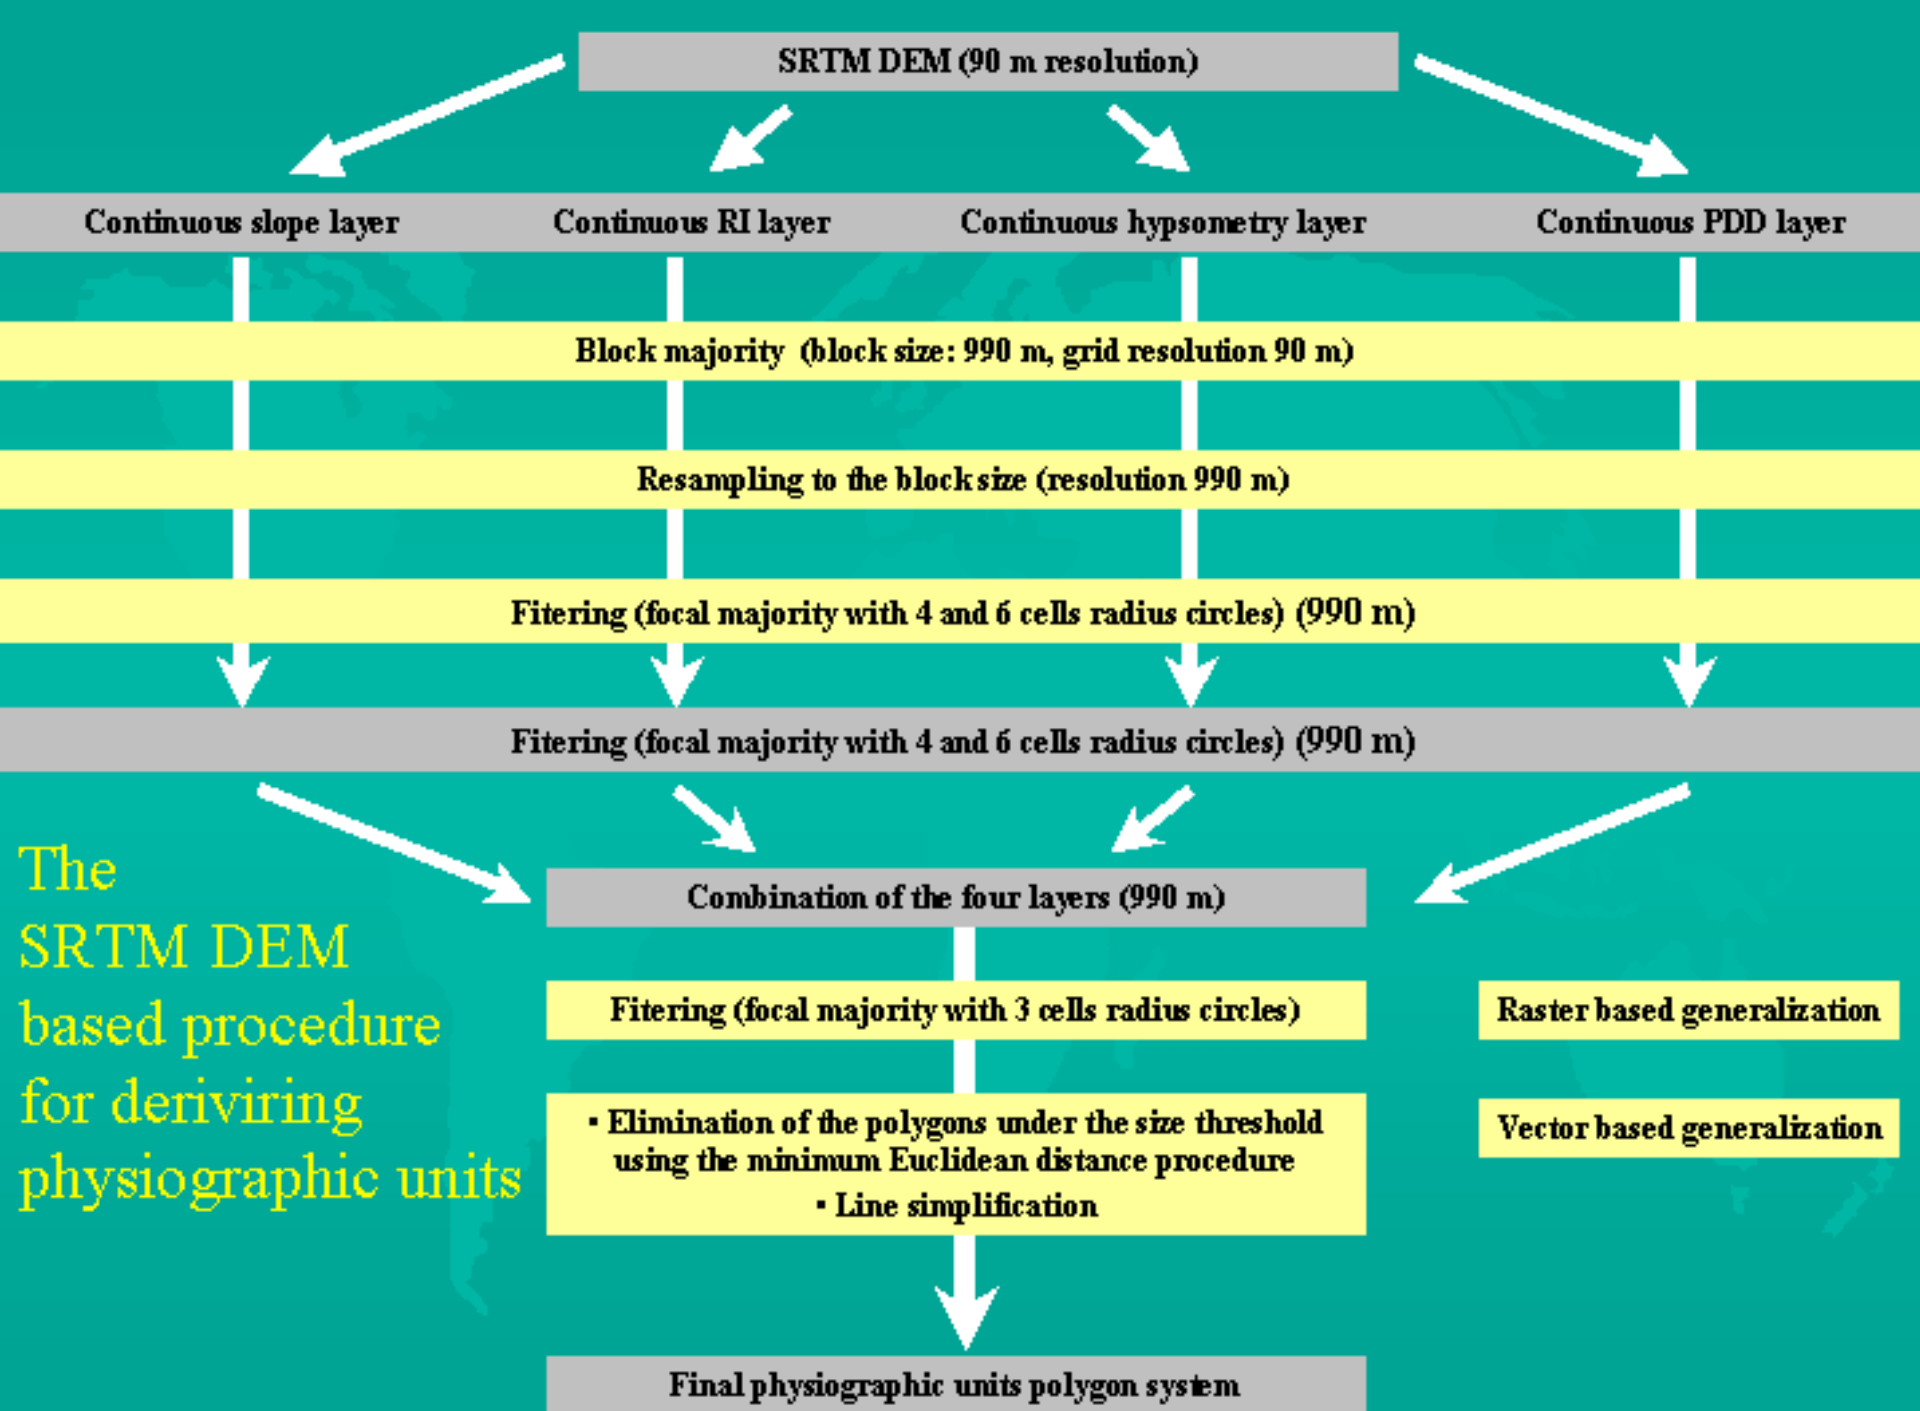 SRTM DEM (90 m resolution)
Continuous slope layer
Continuous RI layer
Continuous hypsometry layer
Continuous PDD layer
Block majority (block size: 990 m, grid resolution 90 m)
Resampling to the block size (resolution 990 m)
Fitering (focal majority with 4 and 6 cells radius circles) (990 m)
Fitering (focal majority with 4 and 6 cells radius circles) (990 m)
Combination of the four layers (990 m)
The
SRTM DEM
based procedure
for deriviring
physiographic units
Fitering (focal majority with 3 cells radius circles)
Raster based generalization
▪ Elimination of the polygons under the size threshold
using the minimum Euclidean distance procedure
▪ Line simplification
Vector based generalization
Final physiographic units polygon system